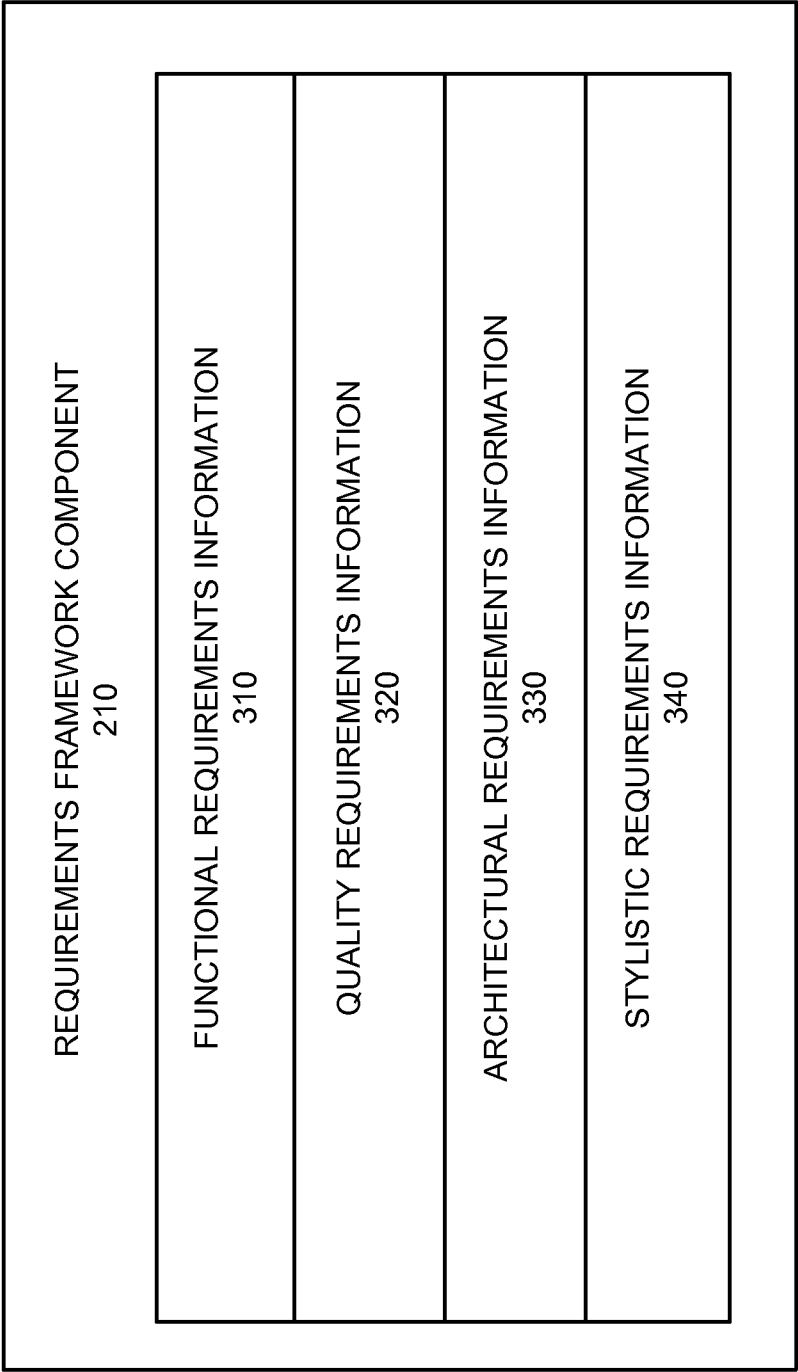 REQUIREMENTS FRAMEWORK COMPONENT
210
FUNCTIONAL REQUIREMENTS INFORMATION
310
QUALITY REQUIREMENTS INFORMATION
320
ARCHITECTURAL REQUIREMENTS INFORMATION
330
STYLISTIC REQUIREMENTS INFORMATION
340